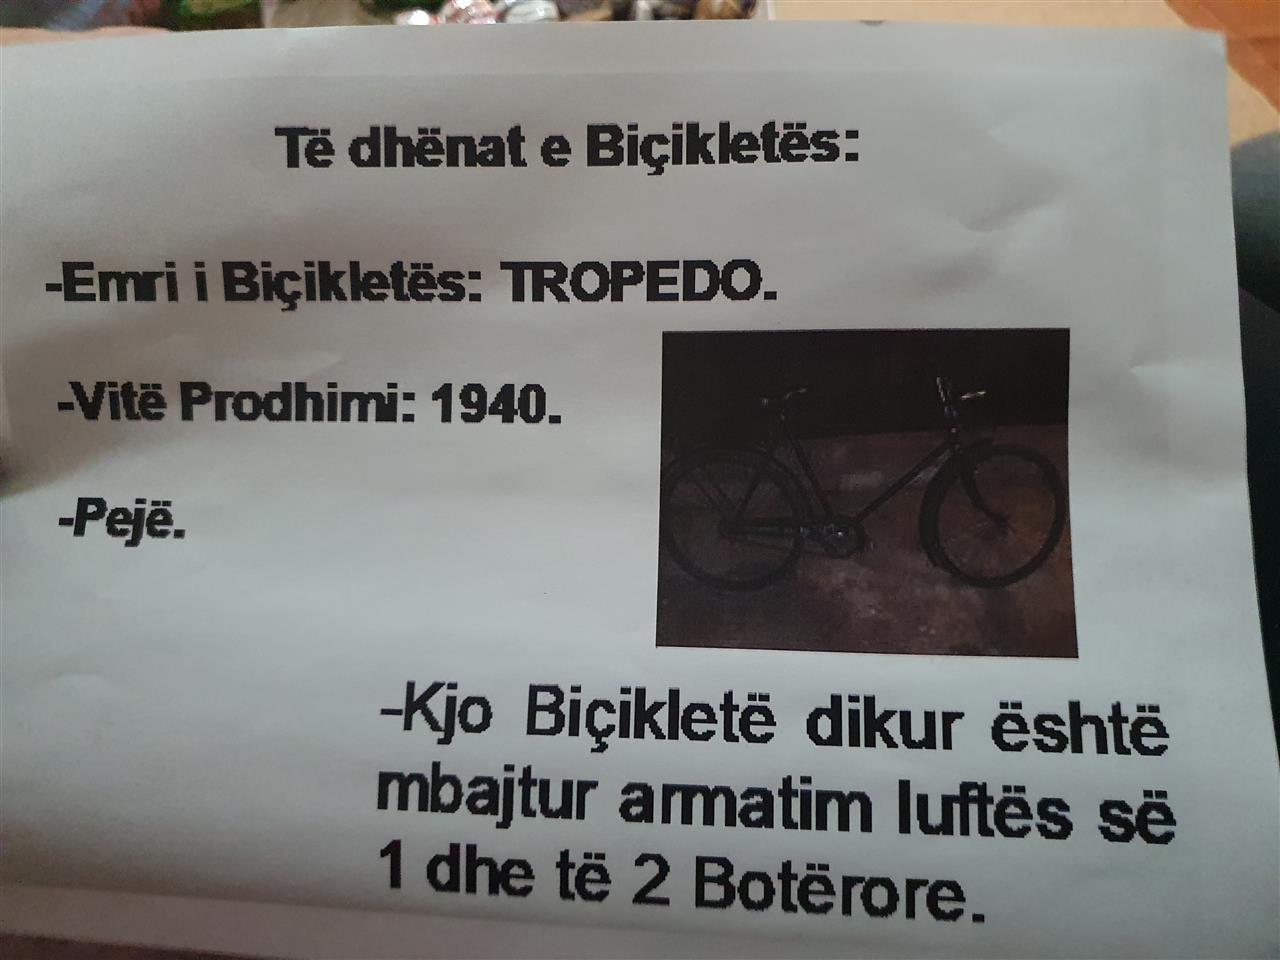 Të dhënat e Biçikletës:
-Emri i Biçikletës: TROPEDO.
-Vitë Prodhimi: 1940.
-Pejë.
-Kjo Biçikletë dikur është
mbajtur armatim luftës së
1 dhe të 2 Botërore.